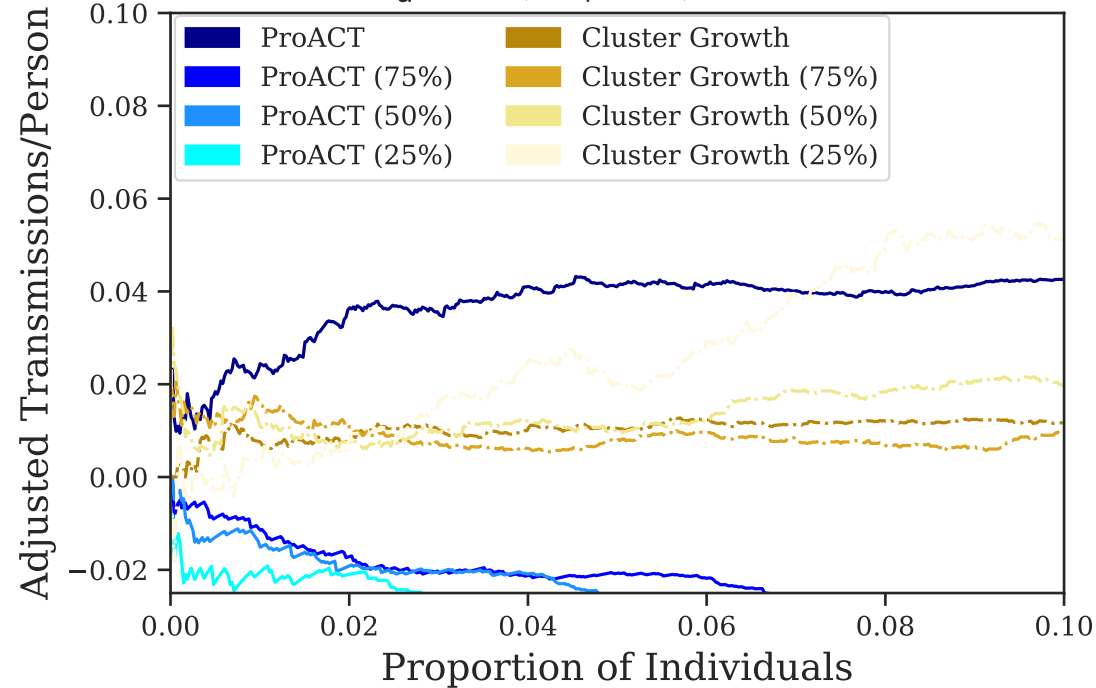 0.10
0.08
0.06
0.04
0.02
0.00
−0.02
Adjusted Transmissions/Person
ProACT
ProACT (75%)
ProACT (50%)
ProACT (25%)
Cluster Growth
Cluster Growth (75%)
Cluster Growth (50%)
Cluster Growth (25%)
0.00 0.02 0.04 0.06 0.08 0.10
Proportion of Individuals